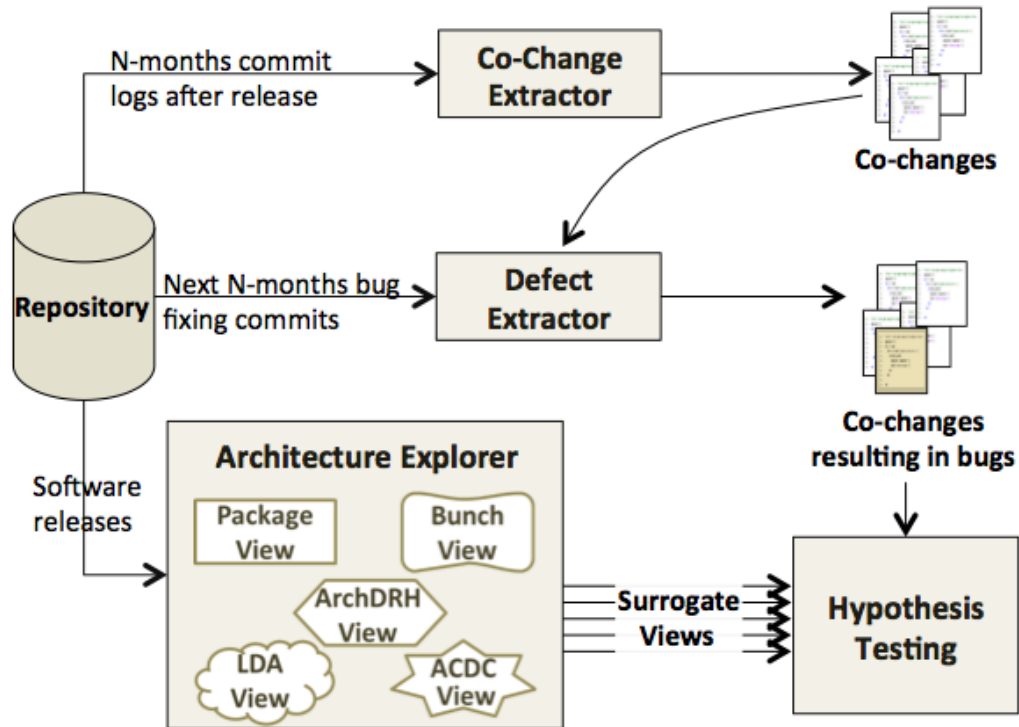 N-months commit
logs after release
Co-Change
Extractor
Co-changes
Repository
Next N-months bug
fixing commits
Defect
Extractor
Co-changes
resulting in bugs
Software
releases
Architecture Explorer
Package
View
Bunch
View
ArchDRH
View
LDA
View
ACDC
View
Surrogate
Views
Hypothesis
Testing